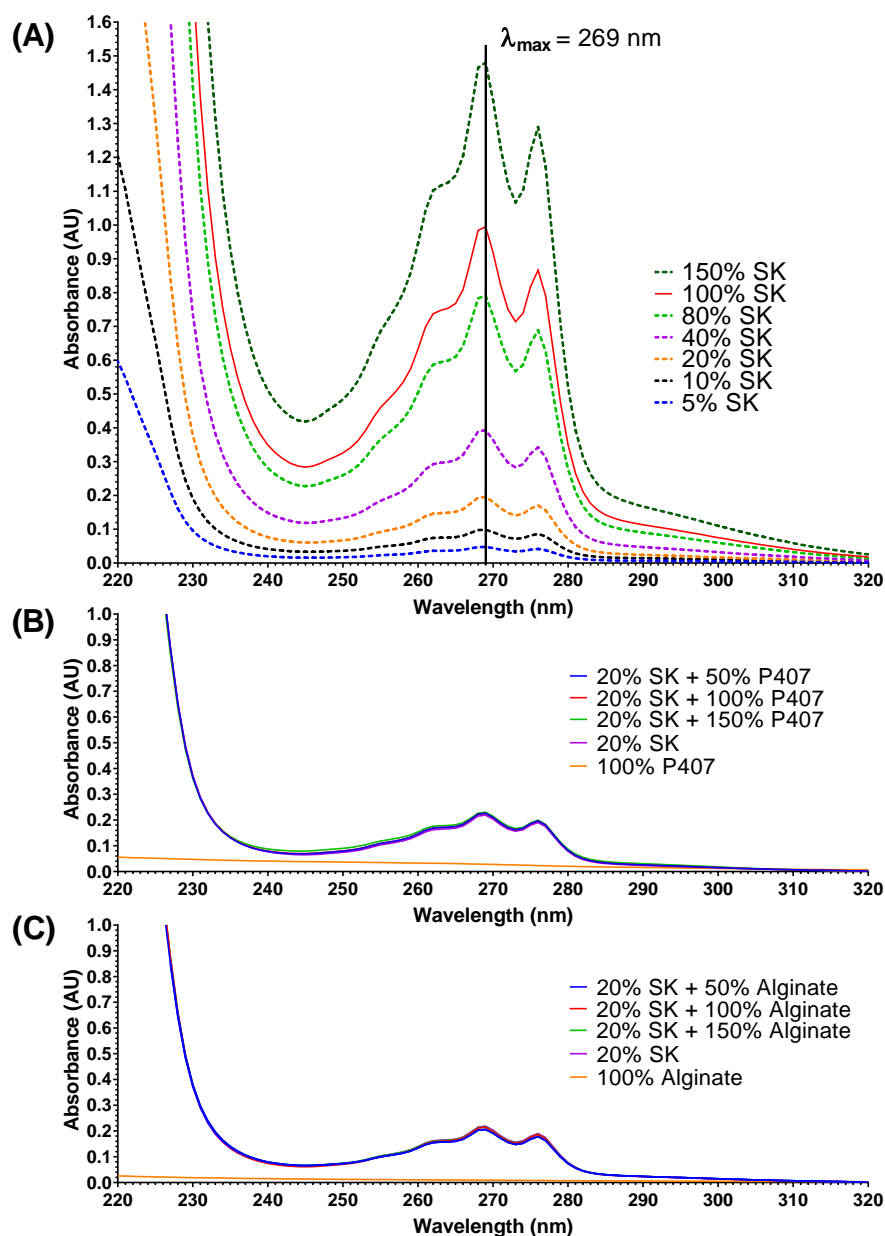 (A)
λmax = 269 nm
1.6
1.5
1.4
1.3
1.2
1.1
1.0
0.9
0.8
0.7
0.6
0.5
0.4
0.3
0.2
0.1
0.0
Absorbance (AU)
150% SK
100% SK
80% SK
40% SK
20% SK
10% SK
5% SK
220 230 240 250 260 270 280 290 300 310 320
Wavelength (nm)
(B)
1.0
0.9
0.8
0.7
0.6
0.5
0.4
0.3
0.2
0.1
0.0
Absorbance (AU)
20% SK + 50% P407
20% SK + 100% P407
20% SK + 150% P407
20% SK
100% P407
220 230 240 250 260 270 280 290 300 310 320
Wavelength (nm)
(C)
1.0
0.9
0.8
0.7
0.6
0.5
0.4
0.3
0.2
0.1
0.0
Absorbance (AU)
20% SK + 50% Alginate
20% SK + 100% Alginate
20% SK + 150% Alginate
20% SK
100% Alginate
220 230 240 250 260 270 280 290 300 310 320
Wavelength (nm)